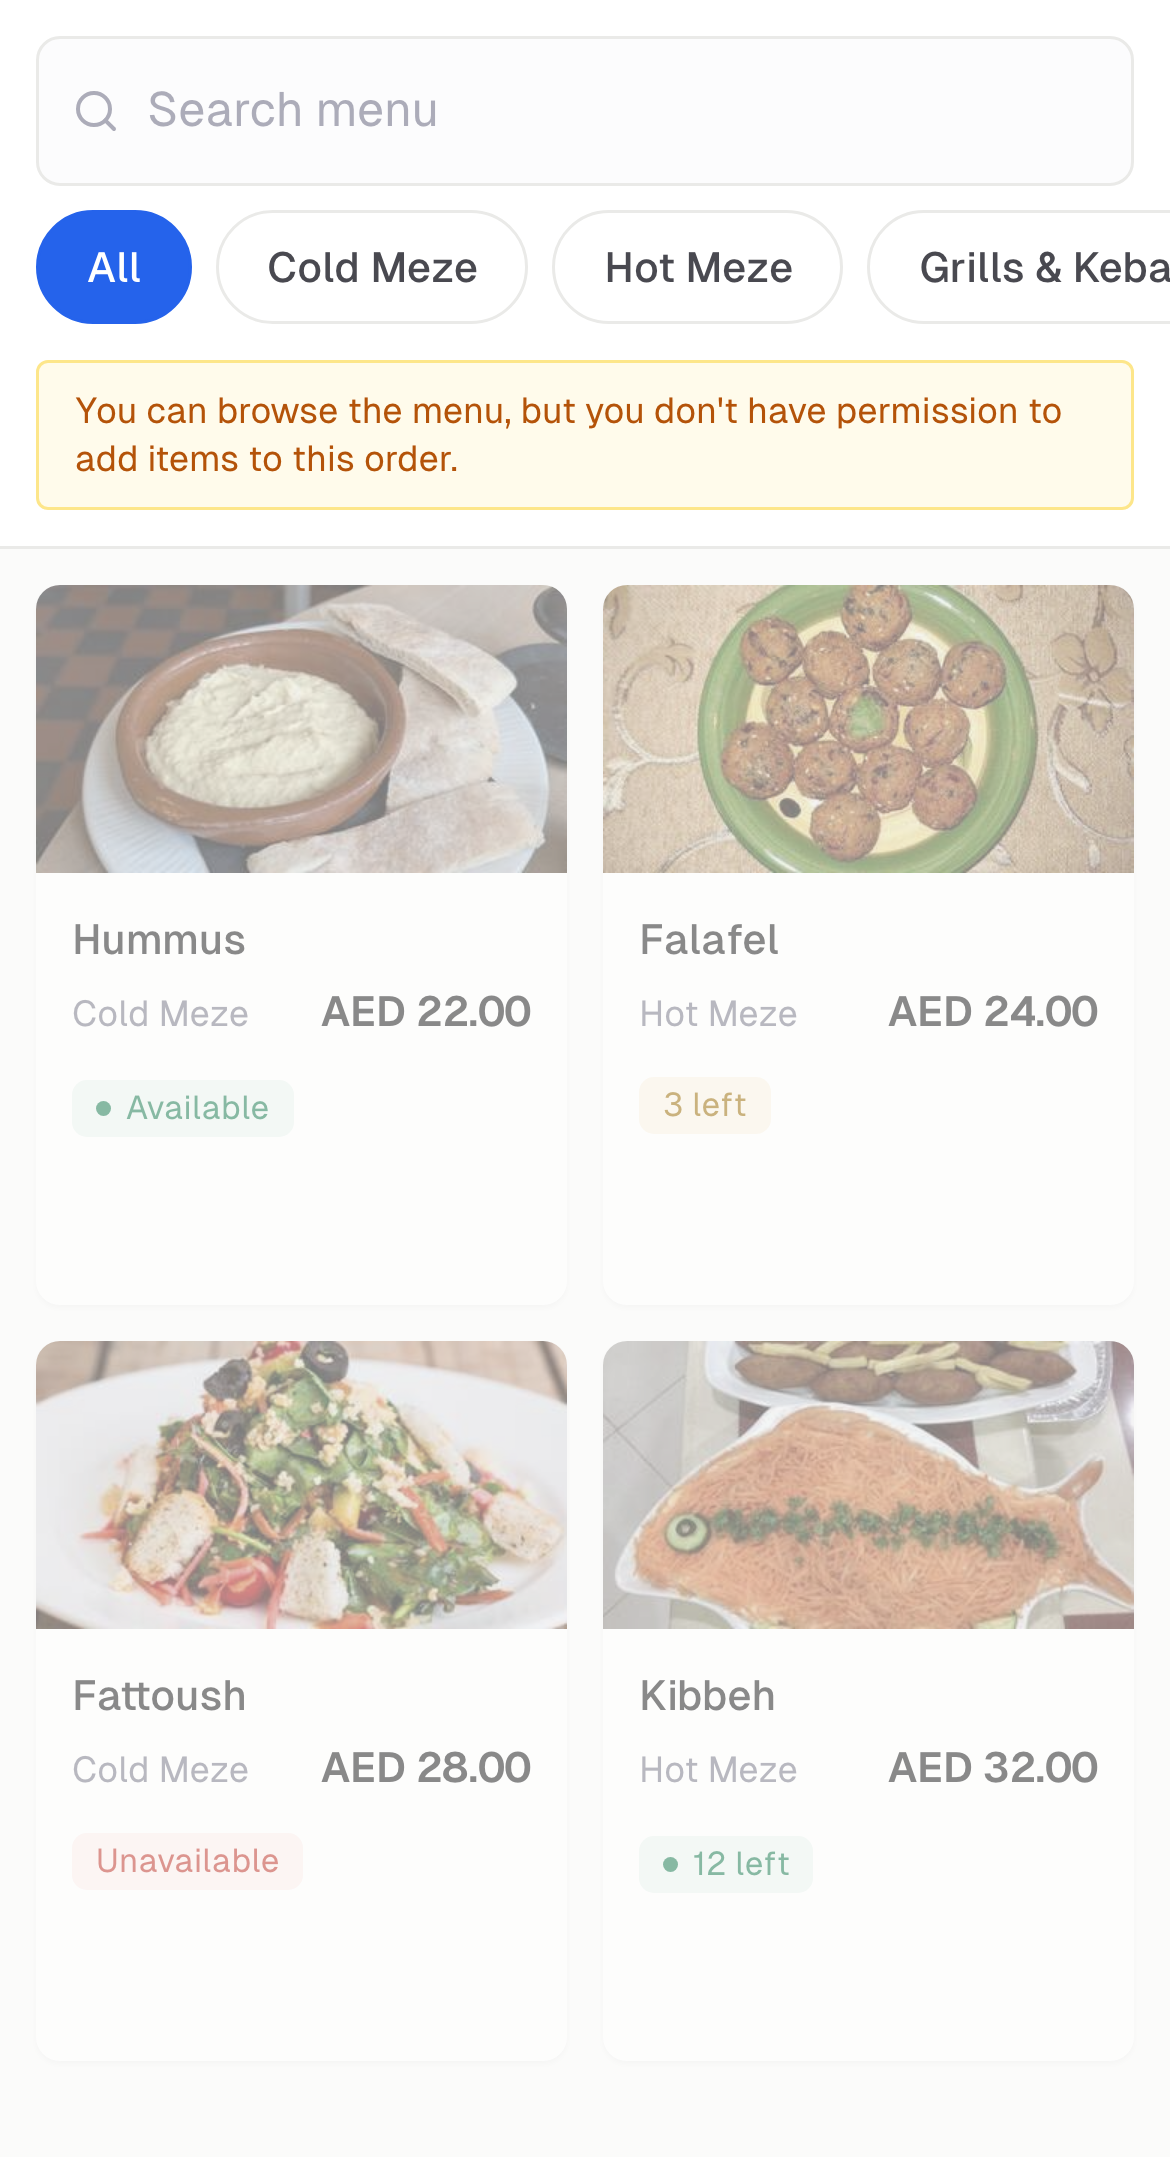 Search menu
All
Cold Meze
Hot Meze
Grills & Keba
You can browse the menu, but you don't have permission to
add items to this order.
Hummus
Cold Meze
AED 22.00
Available
Falafel
Hot Meze
AED 24.00
3 left
Fattoush
Cold Meze
AED 28.00
Unavailable
Kibbeh
Hot Meze
AED 32.00
12 left